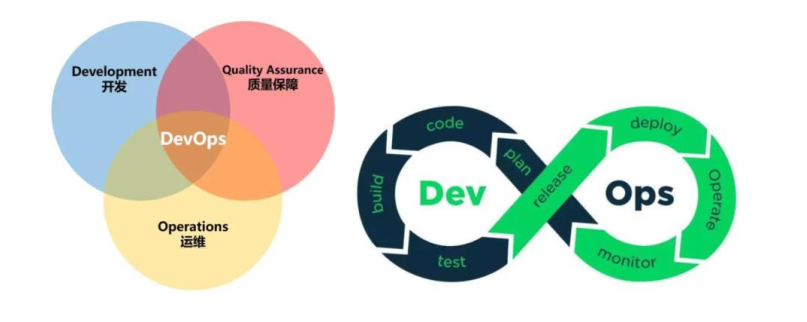 Development
开发
Quality Assurance
质量保障
DevOps
Operations
运维
Dev
Ops
plan
code
build
test
release
deploy
Operate
monitor